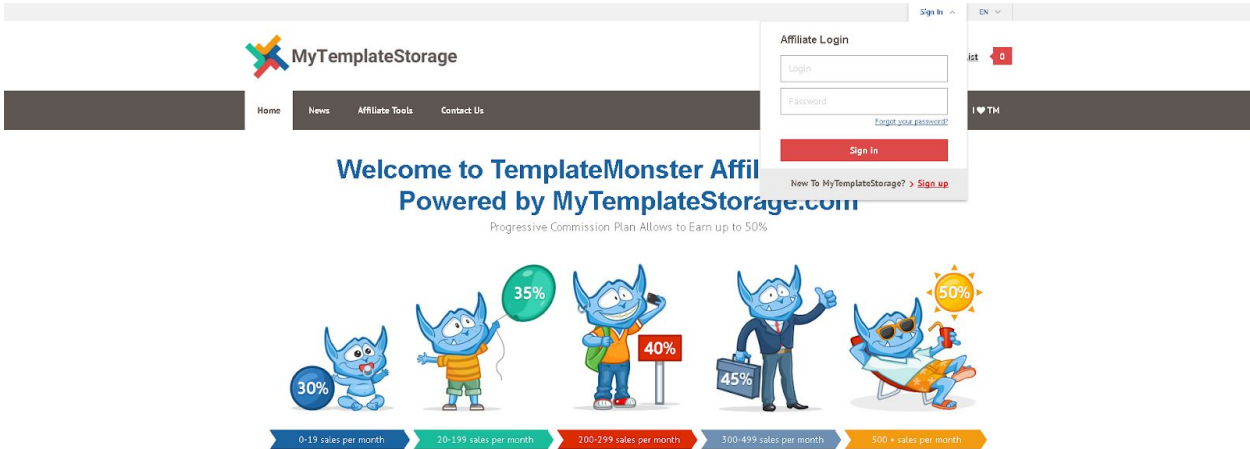 Sign In EN
Affiliate Login
MyTemplateStorage
Login
ist 0
Password
Forgot your password?
Home News Affiliate Tools Contact Us
I ❤ TM
Sign in
New To MyTemplateStorage? > Sign up
Welcome to TemplateMonster Affil
Powered by MyTemplateStorage.com
Progressive Commission Plan Allows to Earn up to 50%
30%
35%
40%
45%
50%
0-19 sales per month
20-199 sales per month
200-299 sales per month
300-499 sales per month
500 + sales per month